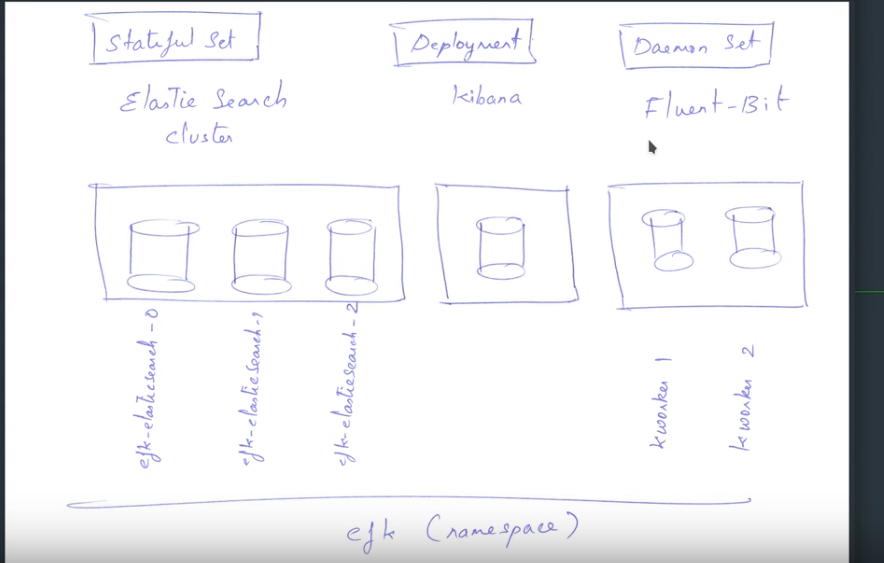 Stateful Set
Elastic Search
cluster
Deployment
kibana
Daemon Set
Fluent-Bit
efk-elasticsearch-0
efk-elasticsearch-1
efk-elasticsearch-2
kworker 1
kworker 2
efk (namespace)